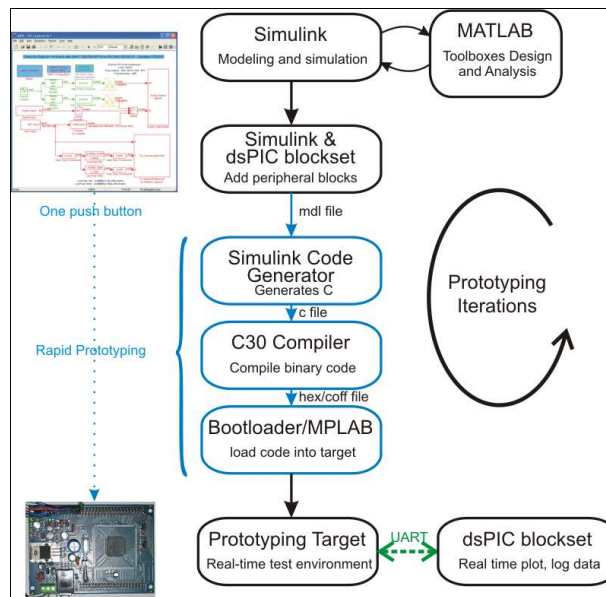 Simulink
Modeling and simulation
MATLAB
Toolboxes Design
and Analysis
Simulink &
dsPIC blockset
Add peripheral blocks
One push button
mdl file
Simulink Code
Generator
Generates C
Prototyping
Iterations
c file
Rapid Prototyping
C30 Compiler
Compile binary code
hex/coff file
Bootloader/MPLAB
load code into target
Prototyping Target
Real-time test environment
UART
dsPIC blockset
Real time plot, log data